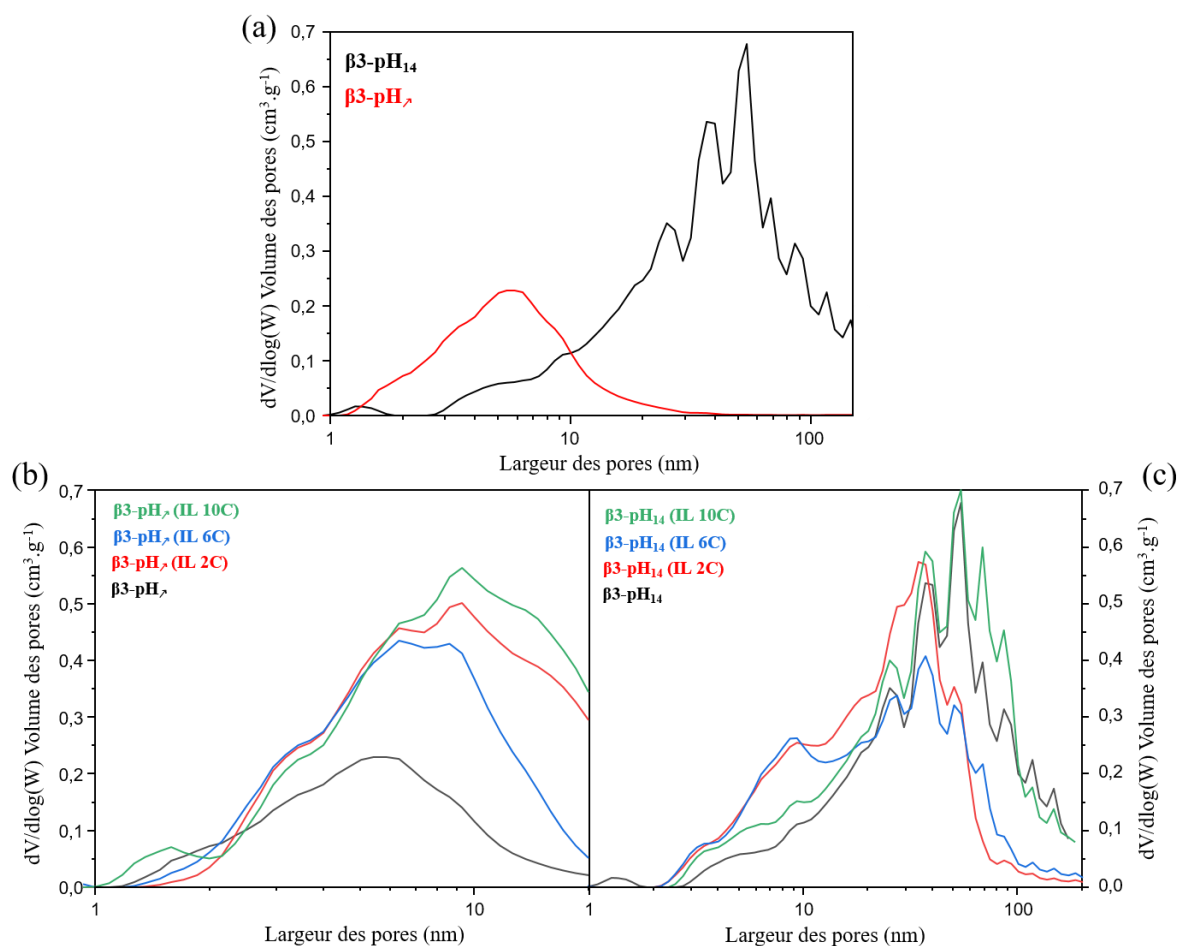 (a)
0,7
0,6
0,5
0,4
0,3
0,2
0,1
0,0
dV/dlog(W) Volume des pores (cm³.g⁻¹)
β3-pH₁₄
β3-pH↗
1
10
100
Largeur des pores (nm)
(b)
0,7
0,6
0,5
0,4
0,3
0,2
0,1
0,0
dV/dlog(W) Volume des pores (cm³.g⁻¹)
β3-pH↗ (IL 10C)
β3-pH↗ (IL 6C)
β3-pH↗ (IL 2C)
β3-pH↗
1
10
Largeur des pores (nm)
(c)
β3-pH₁₄ (IL 10C)
β3-pH₁₄ (IL 6C)
β3-pH₁₄ (IL 2C)
β3-pH₁₄
0,7
0,6
0,5
0,4
0,3
0,2
0,1
0,0
dV/dlog(W) Volume des pores (cm³.g⁻¹)
1
10
100
Largeur des pores (nm)